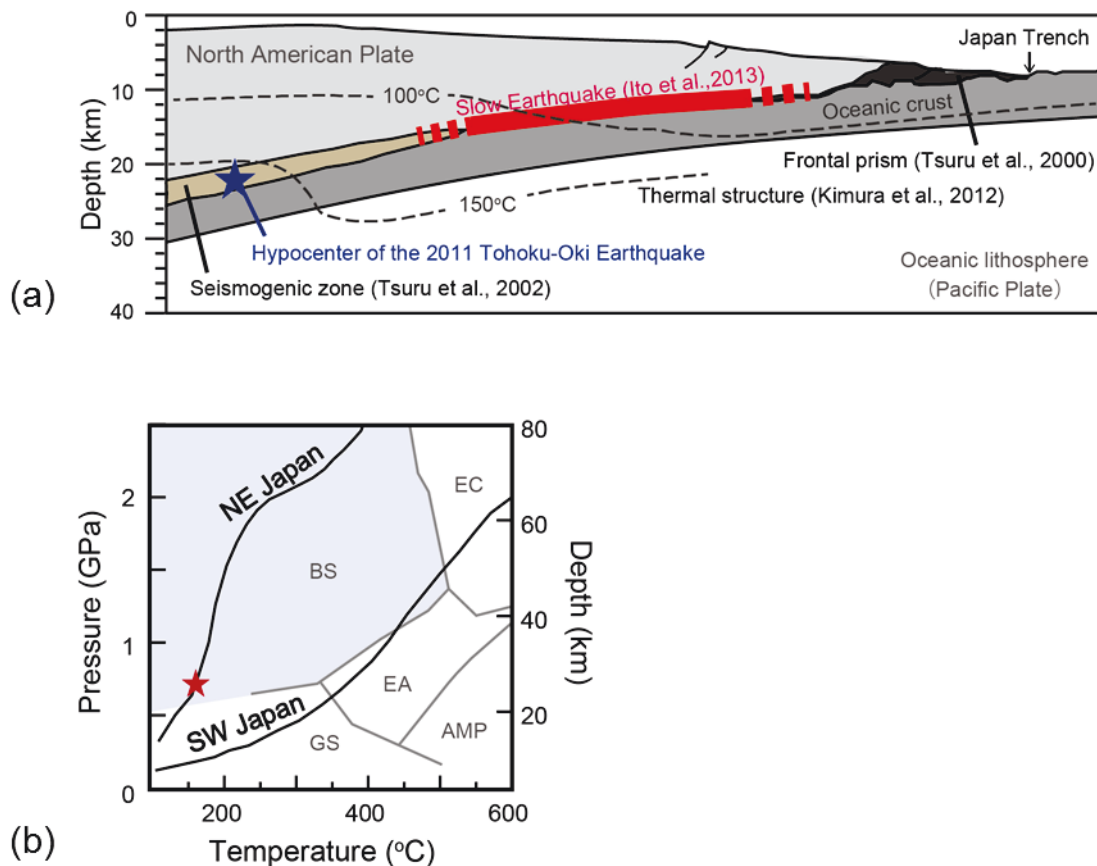 0
10
20
30
40
Depth (km)
North American Plate
Japan Trench
Slow Earthquake (Ito et al.,2013)
100°C
Oceanic crust
Frontal prism (Tsuru et al., 2000)
Thermal structure (Kimura et al., 2012)
150°C
Hypocenter of the 2011 Tohoku-Oki Earthquake
Seismogenic zone (Tsuru et al., 2002)
Oceanic lithosphere
(Pacific Plate)
(a)
80
60
40
20
Depth (km)
2
1
0
Pressure (GPa)
NE Japan
EC
BS
SW Japan
EA
GS
AMP
200
400
600
Temperature (°C)
(b)